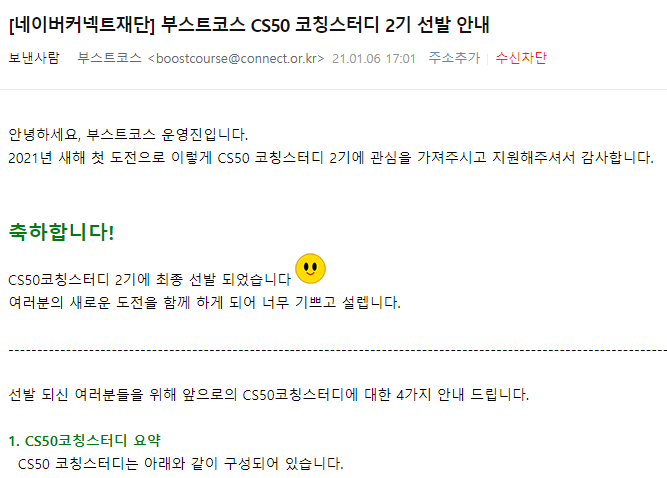 [네이버커넥트재단] 부스트코스 CS50 코칭스터디 2기 선발 안내
보낸사람 부스트코스 <boostcourse@connect.or.kr> 21.01.06 17:01 주소추가 수신차단
안녕하세요, 부스트코스 운영진입니다.
2021년 새해 첫 도전으로 이렇게 CS50 코칭스터디 2기에 관심을 가져주시고 지원해주셔서 감사합니다.
축하합니다!
CS50코칭스터디 2기에 최종 선발 되었습니다
여러분의 새로운 도전을 함께 하게 되어 너무 기쁘고 설렙니다.
선발 되신 여러분들을 위해 앞으로의 CS50코칭스터디에 대한 4가지 안내 드립니다.
1. CS50코칭스터디 요약
CS50 코칭스터디는 아래와 같이 구성되어 있습니다.